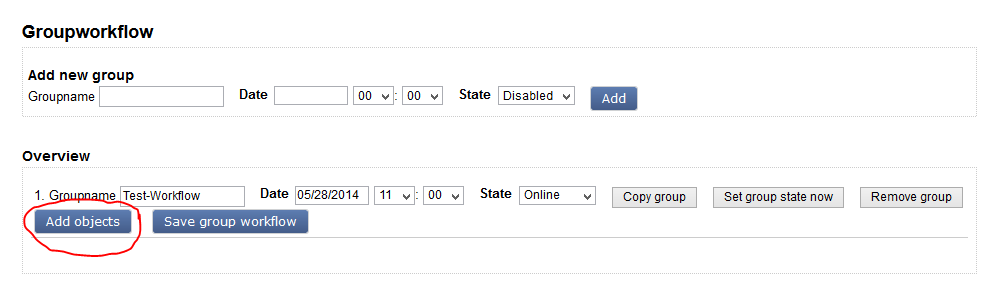 Groupworkflow
Add new group
Groupname Date 00 : 00 State Disabled Add
Overview
1. Groupname Test-Workflow Date 05/28/2014 11 : 00 State Online Copy group Set group state now Remove group
Add objects Save group workflow